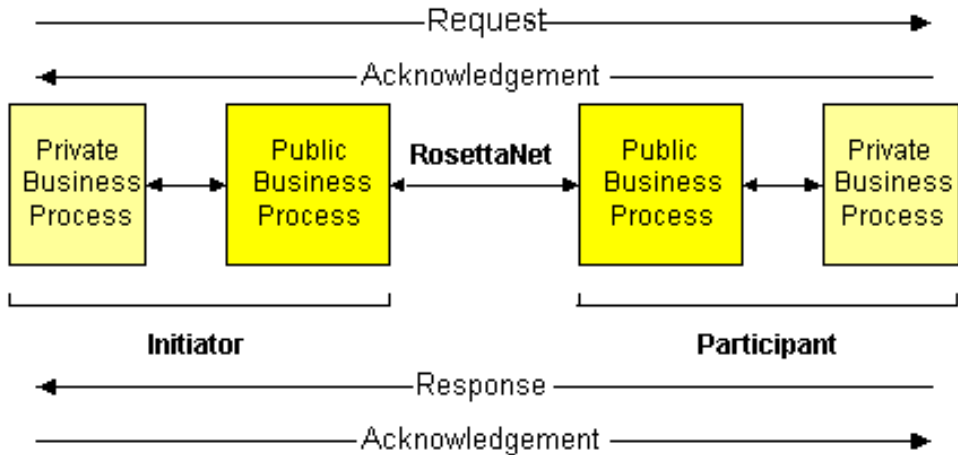 Request
Acknowledgement
Private
Business
Process
Public
Business
Process
RosettaNet
Public
Business
Process
Private
Business
Process
Initiator
Participant
Response
Acknowledgement